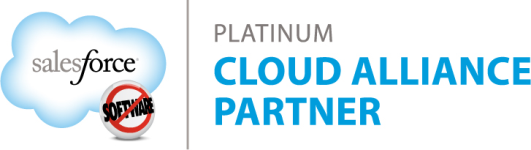 salesforce
SOFTWARE
PLATINUM
CLOUD ALLIANCE
PARTNER